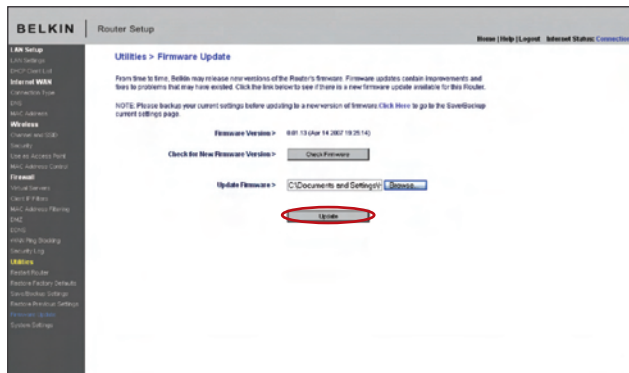 BELKIN
Router Setup
Home | Help | Logout Internet Status: Connection
LAN Setup
LAN Settings
DHCP Client List
Internet WAN
Connection Type
DNS
MAC Address
Wireless
Channel and SSID
Security
Use as Access Point
MAC Address Control
Firewall
Virtual Servers
Client IP Filters
MAC Address Filtering
DMZ
DDNS
WAN Ping Blocking
Security Log
Utilities
Restart Router
Restore Factory Defaults
Save/Backup Settings
Restore Previous Settings
Firmware Update
System Settings
Utilities > Firmware Update
From time to time, Belkin may release new versions of the Router's firmware. Firmware updates contain improvements and
fixes to problems that may have existed. Click the link below to see if there is a new firmware update available for this Router.
NOTE: Please backup your current settings before updating to a new version of firmware. Click Here to go to the Save/Backup
current settings page.
Firmware Version >
(Apr 14 2007 19:25:14)
Check for New Firmware Version >
Check Firmware
Update Firmware >
C:\Documents and Settings\
Browse...
Update